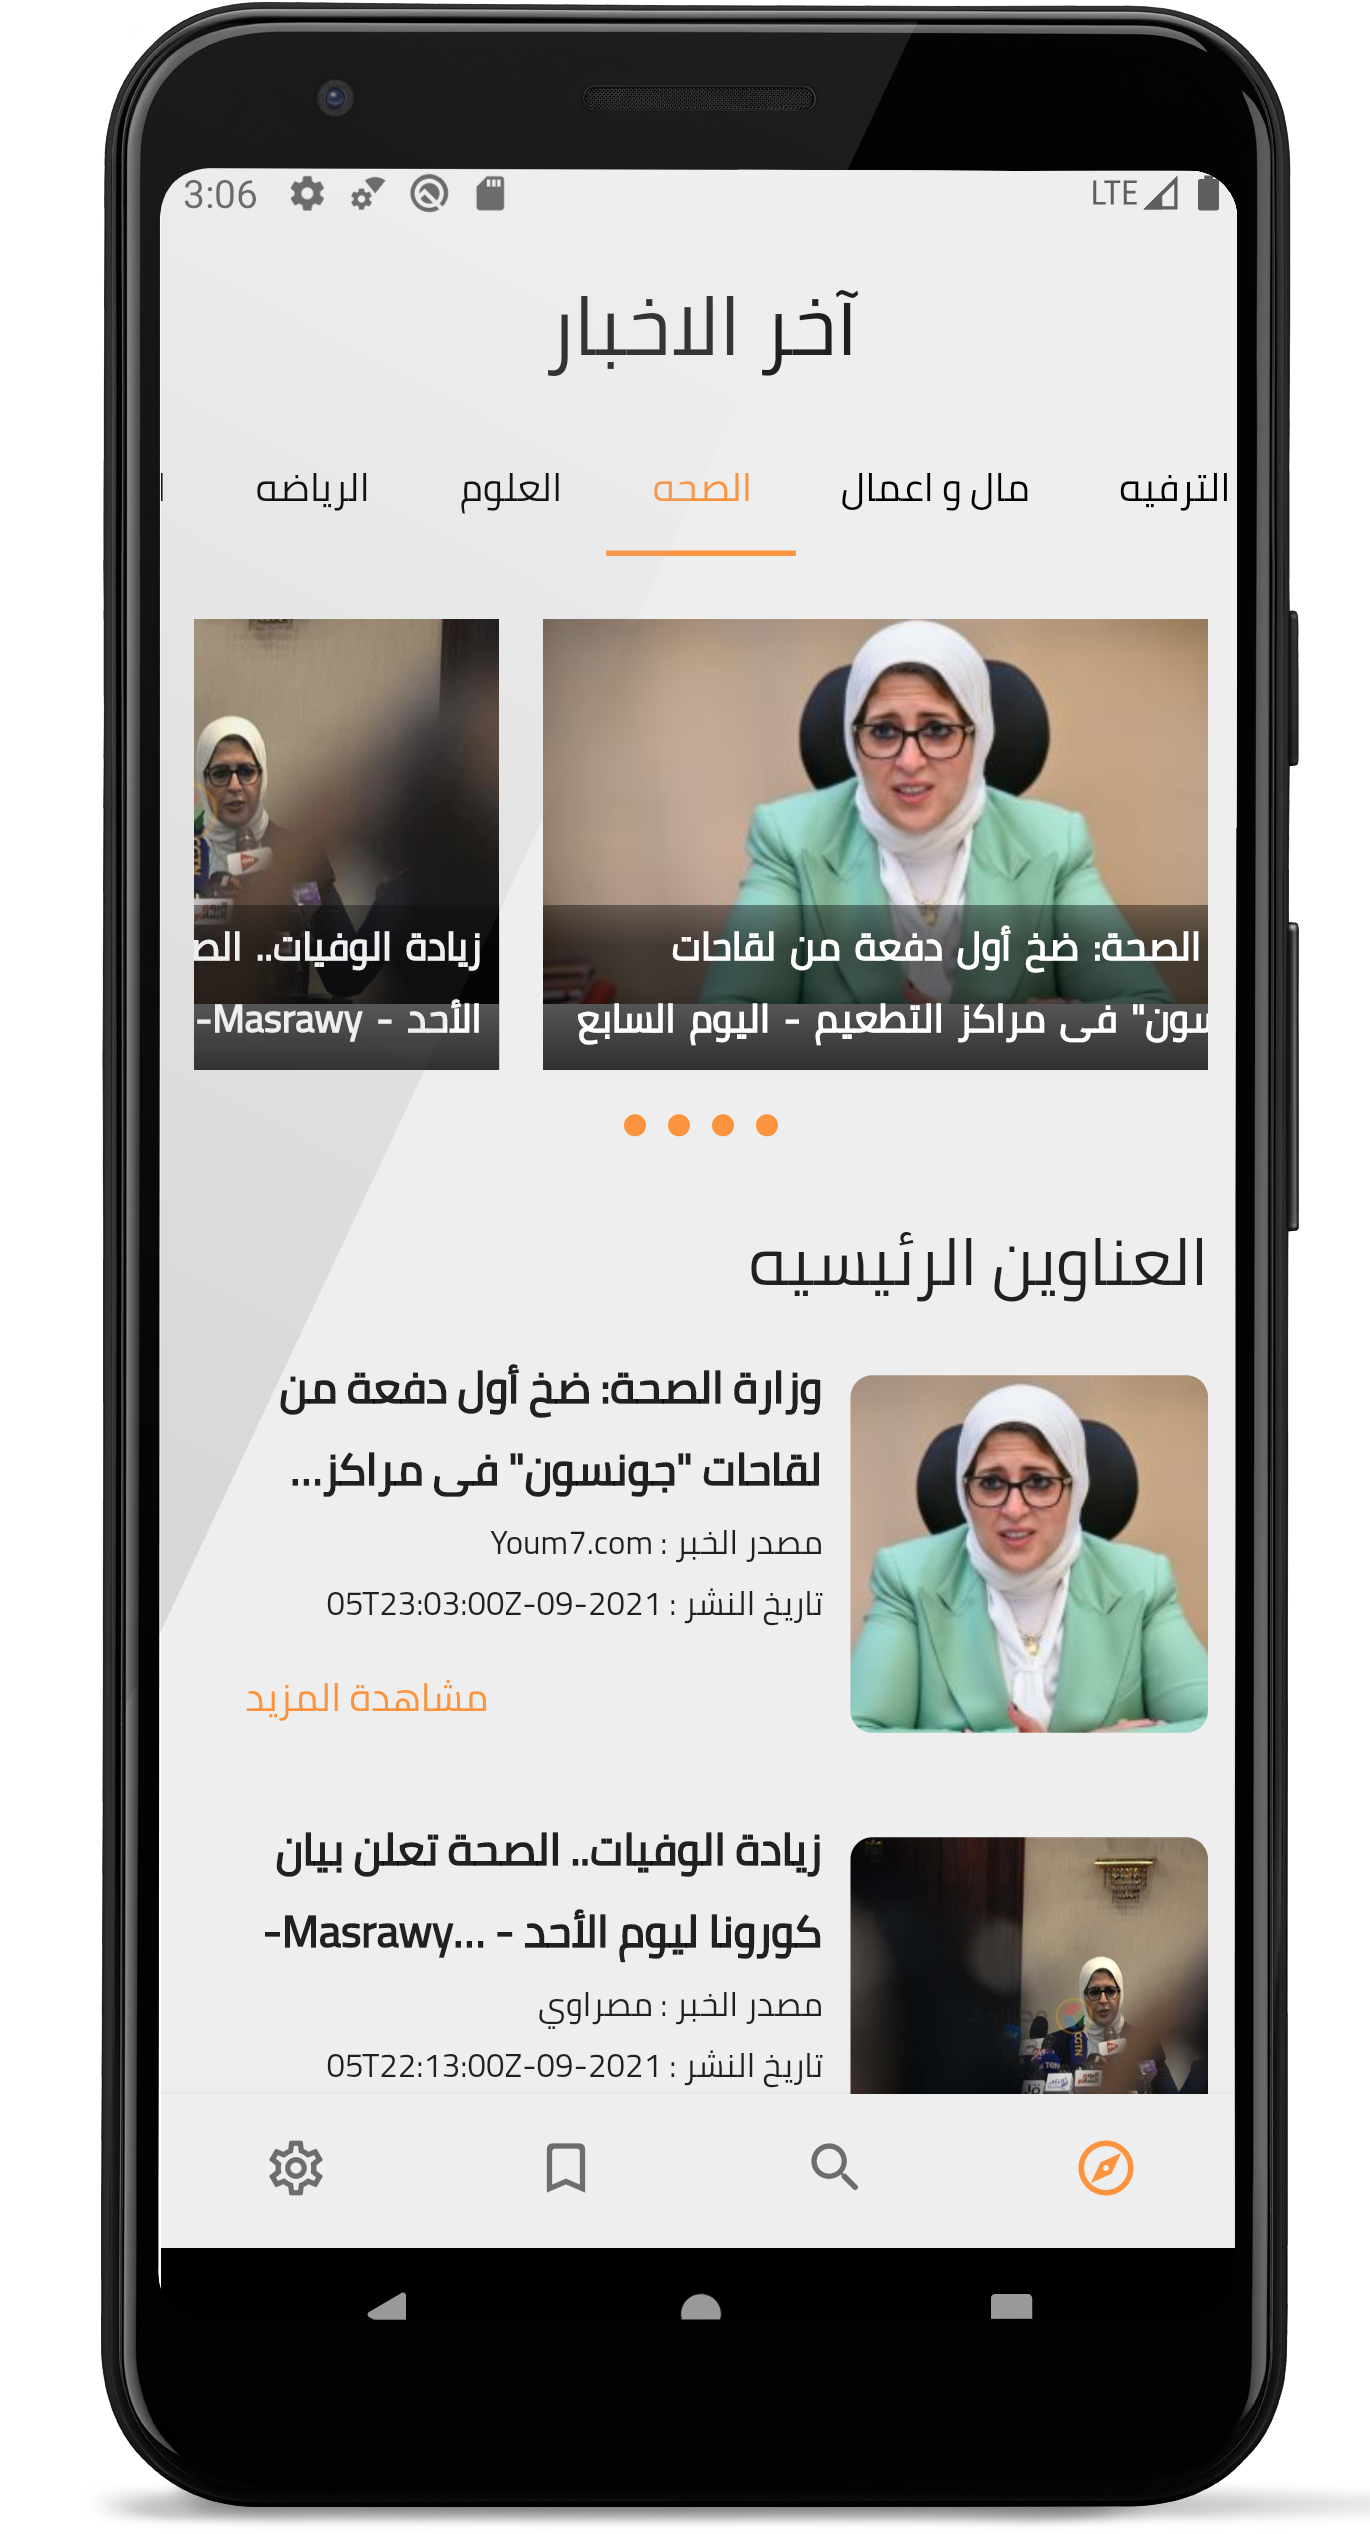 3:06
LTE
آخر الاخبار
الترفيه
مال و اعمال
الصحه
العلوم
الرياضه
الصحة: ضخ أول دفعة من لقاحات
سون" فى مراكز التطعيم - اليوم السابع
زيادة الوفيات.. الص
الأحد - Masrawy-
العناوين الرئيسيه
وزارة الصحة: ضخ أول دفعة من
لقاحات "جونسون" فى مراكز...
مصدر الخبر : Youm7.com
تاريخ النشر : 2021-09-05T23:03:00Z
مشاهدة المزيد
زيادة الوفيات.. الصحة تعلن بيان
كورونا ليوم الأحد - ...Masrawy-
مصدر الخبر : مصراوي
تاريخ النشر : 2021-09-05T22:13:00Z